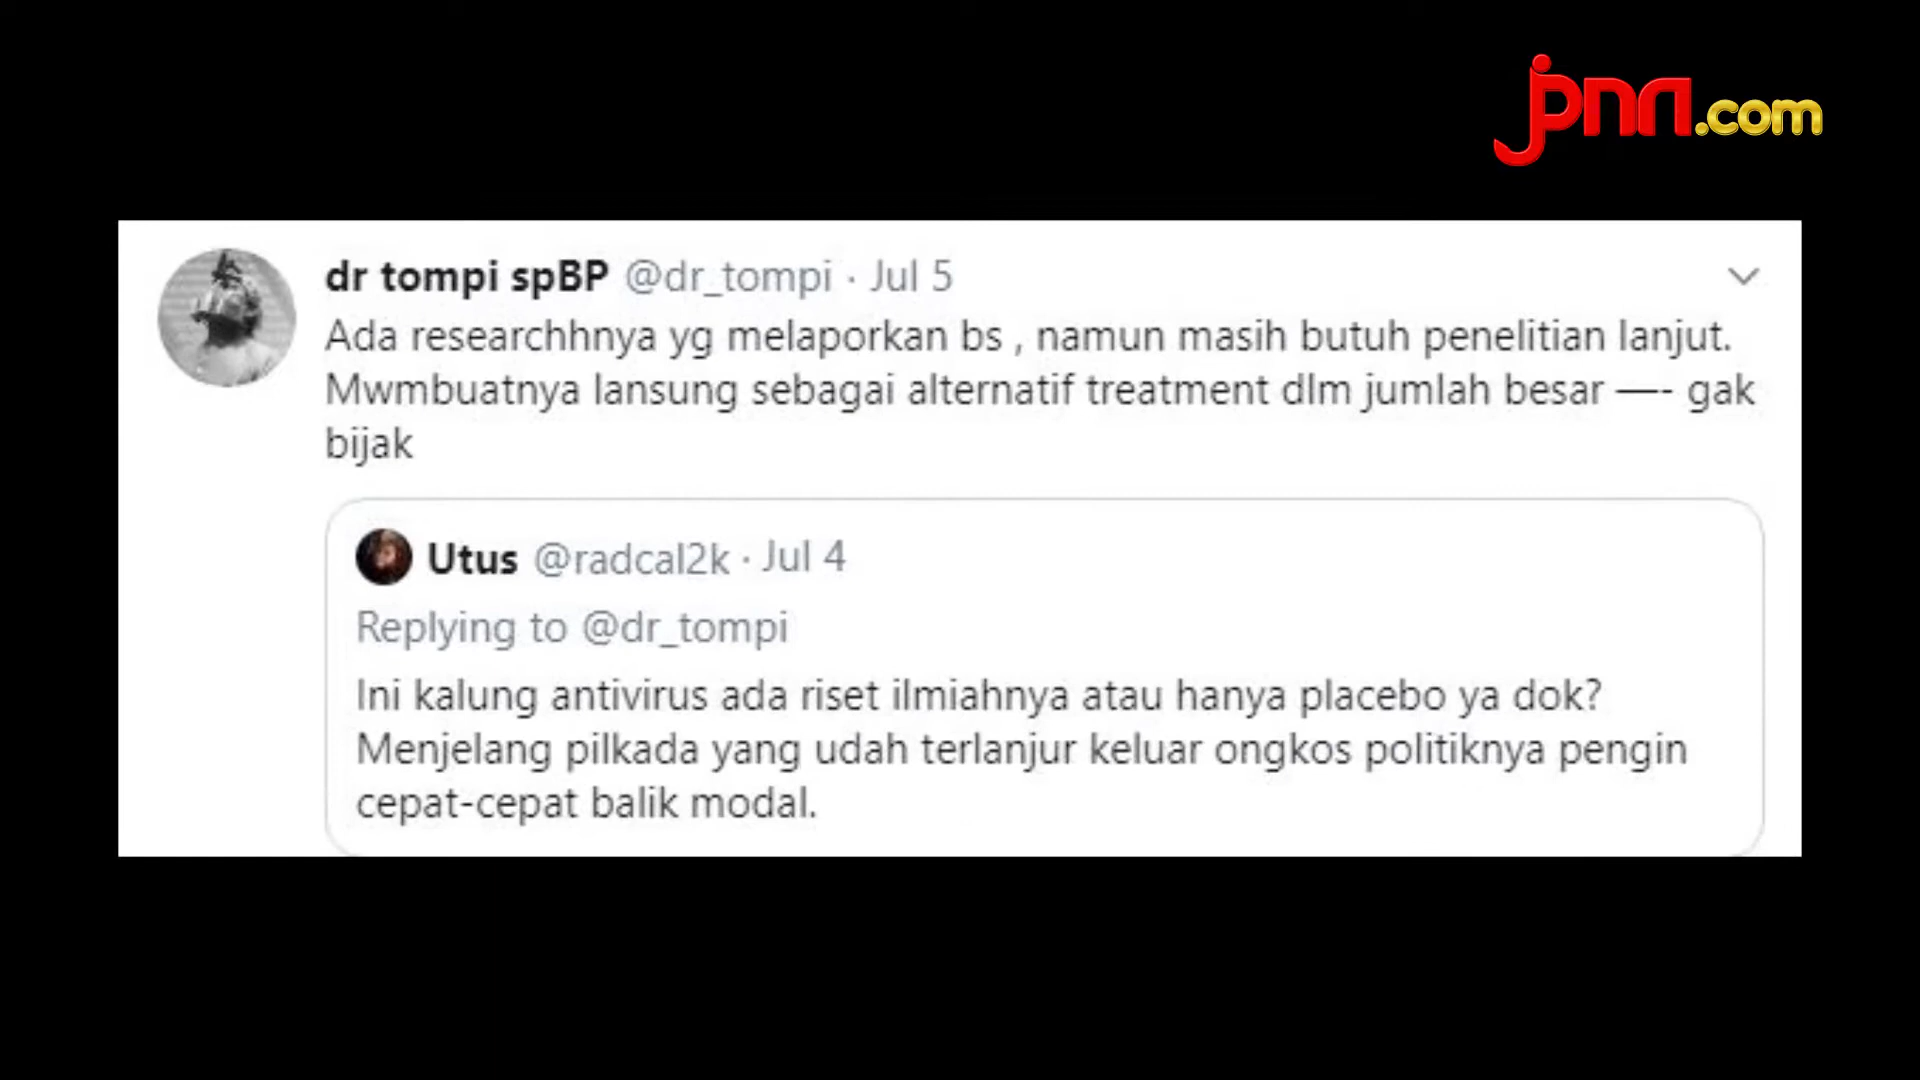 jpnn.com
dr tompi spBP @dr_tompi · Jul 5
Ada researchhnya yg melaporkan bs , namun masih butuh penelitian lanjut.
Mwmbuatnya lansung sebagai alternatif treatment dlm jumlah besar —-- gak
bijak
Utus @radcal2k · Jul 4
Replying to @dr_tompi
Ini kalung antivirus ada riset ilmiahnya atau hanya placebo ya dok?
Menjelang pilkada yang udah terlanjur keluar ongkos politiknya pengin
cepat-cepat balik modal.